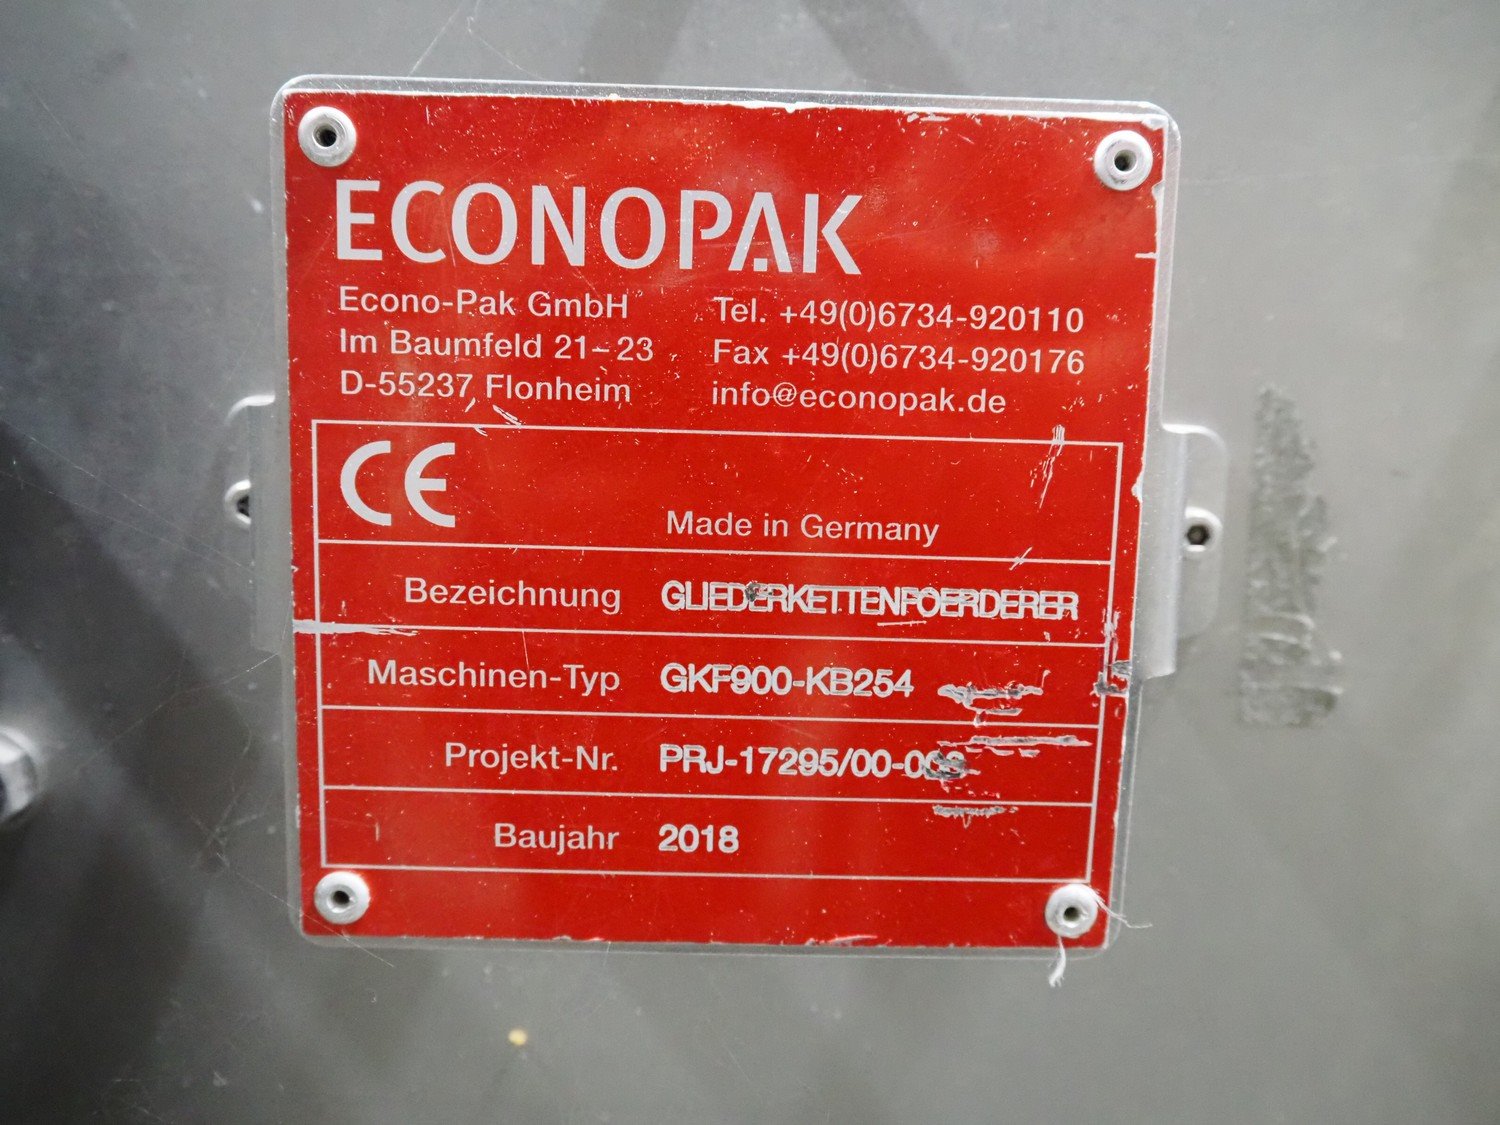 ECONOPAK
Econo-Pak GmbH
Im Baumfeld 21–23
D-55237 Flonheim
Tel. +49(0)6734-920110
Fax +49(0)6734-920176
info@econopak.de
CE
Made in Germany
Bezeichnung GLIEDERKETTENFOERDERER
Maschinen-Typ GKF900-KB254
Projekt-Nr.
Baujahr 2018